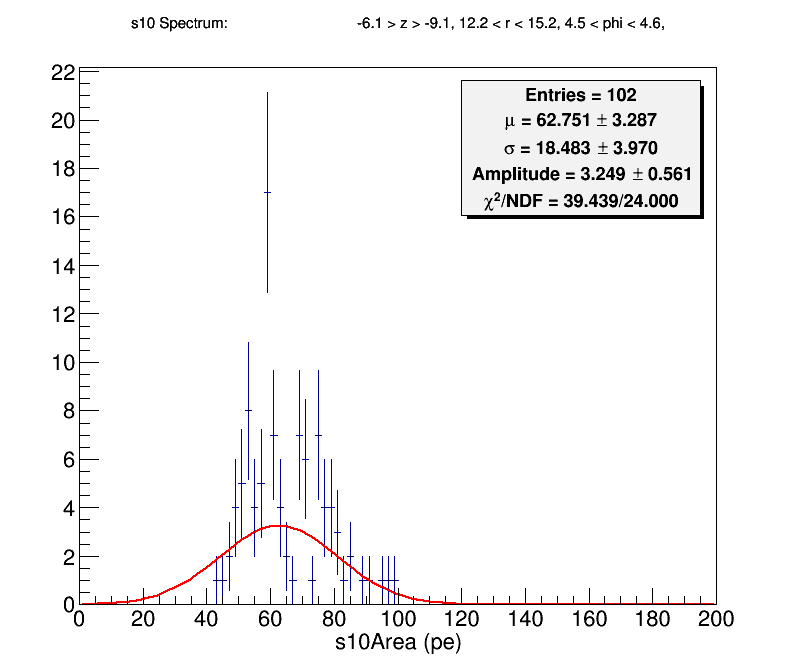 s10 Spectrum: -6.1 > z > -9.1, 12.2 < r < 15.2, 4.5 < phi < 4.6,
Entries = 102
μ = 62.751 ± 3.287
σ = 18.483 ± 3.970
Amplitude = 3.249 ± 0.561
χ²/NDF = 39.439/24.000
22
20
18
16
14
12
10
8
6
4
2
0
0 20 40 60 80 100 120 140 160 180 200
s10Area (pe)